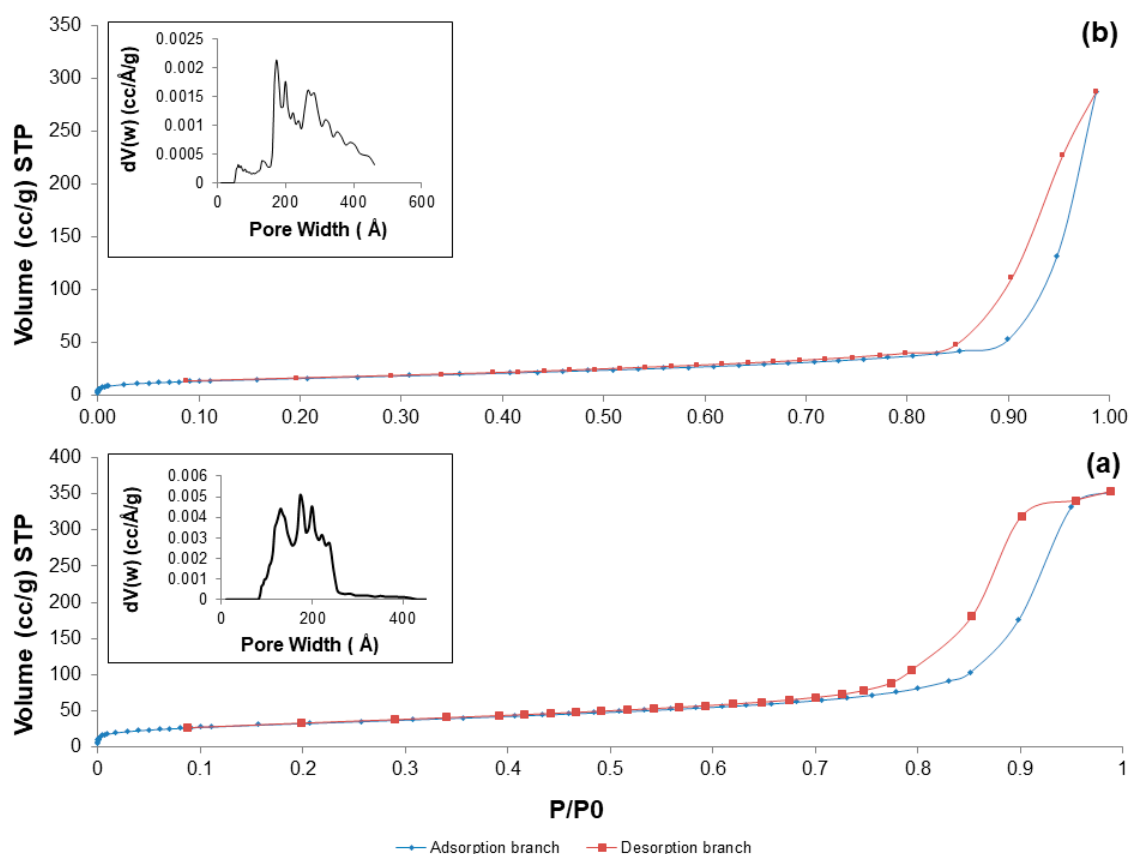 (b)
Volume (cc/g) STP
350
300
250
200
150
100
50
0
0.00 0.10 0.20 0.30 0.40 0.50 0.60 0.70 0.80 0.90 1.00
dV(w) (cc/Å/g)
0.0025
0.002
0.0015
0.001
0.0005
0
0 200 400 600
Pore Width ( Å)
(a)
Volume (cc/g) STP
400
350
300
250
200
150
100
50
0
0 0.1 0.2 0.3 0.4 0.5 0.6 0.7 0.8 0.9 1
dV(w) (cc/Å/g)
0.006
0.005
0.004
0.003
0.002
0.001
0
0 200 400
Pore Width ( Å)
P/P0
Adsorption branch Desorption branch